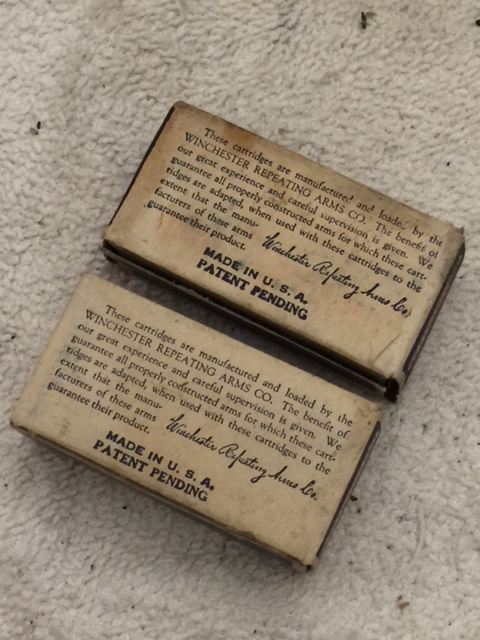 These cartridges are manufactured and loaded by the
WINCHESTER REPEATING ARMS CO. The benefit of
our great experience and careful supervision is given. We
guarantee all properly constructed arms for which these cart-
ridges are adapted, when used with these cartridges to the
extent that the manu-
facturers of these arms
guarantee their product.
Winchester Repeating Arms Co.
MADE IN U. S. A.
PATENT PENDING
These cartridges are manufactured and loaded by the
WINCHESTER REPEATING ARMS CO. The benefit of
our great experience and careful supervision is given. We
guarantee all properly constructed arms for which these cart-
ridges are adapted, when used with these cartridges to the
extent that the manu-
facturers of these arms
guarantee their product.
Winchester Repeating Arms Co.
MADE IN U. S. A.
PATENT PENDING